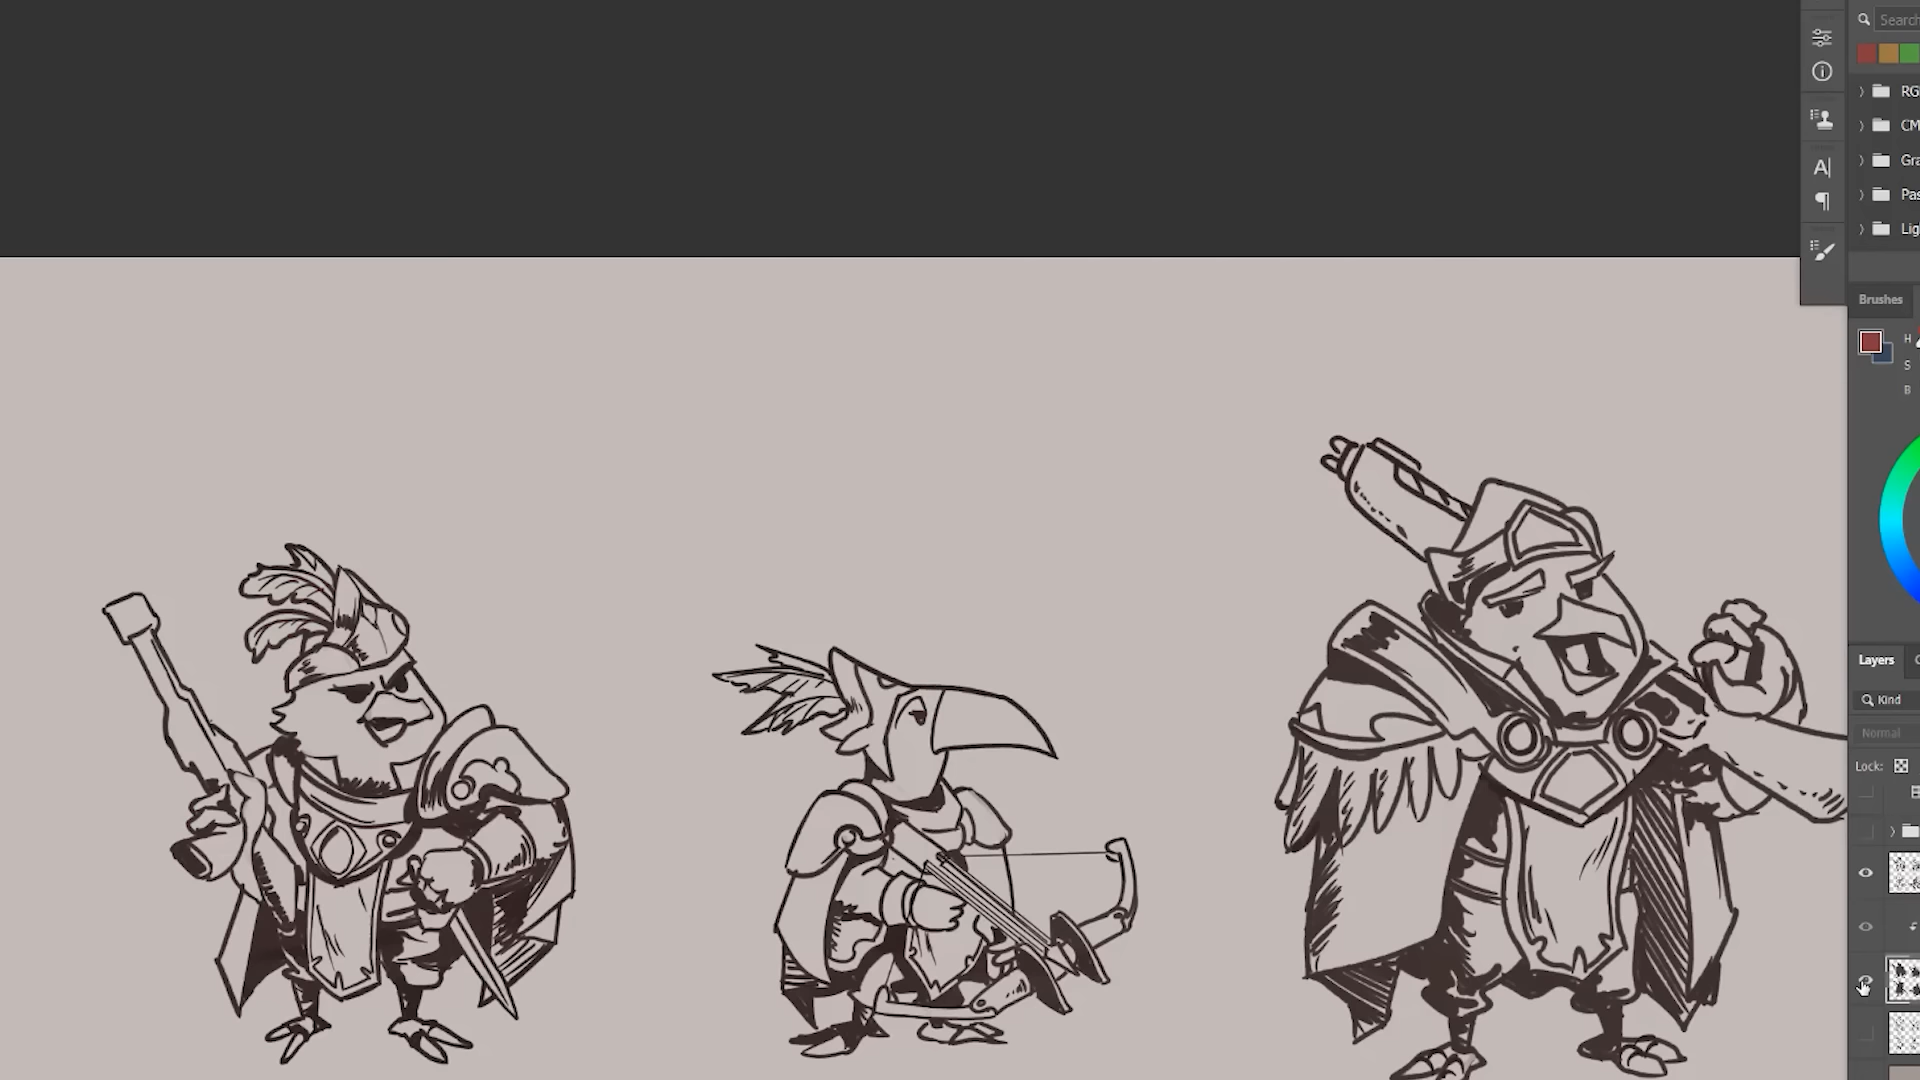 Search
RG
CM
Gra
Pas
Lig
Brushes
H
S
B
Layers
Kind
Normal
Lock: